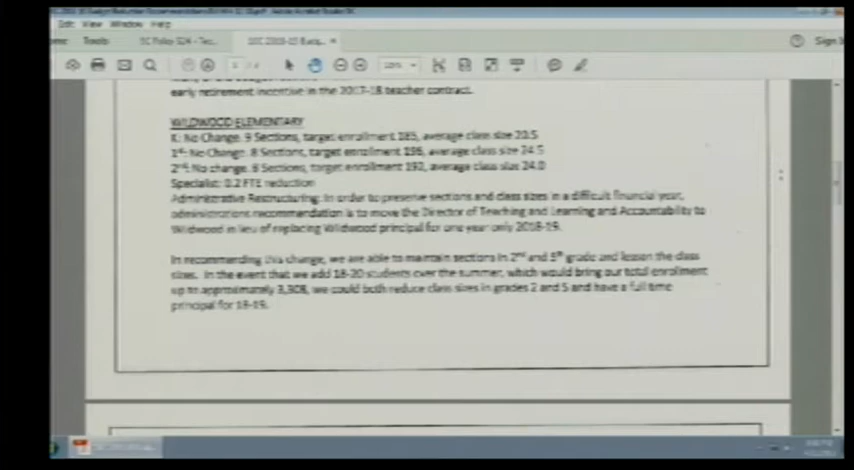 Edit View Window Help
Tools
early retirement incentive in the 2017-18 teacher contract.
WILDWOOD ELEMENTARY
K: No Change. 9 Sections, target enrollment 185, average class size 20.5
1st: No Change. 8 Sections, target enrollment 196, average class size 24.5
2nd: No change. 8 Sections, target enrollment 192, average class size 24.0
Specialist: 0.2 FTE reduction
Administrative Restructuring: In order to preserve sections and class sizes in a difficult financial year,
administrations recommendation is to move the Director of Teaching and Learning and Accountability to
Wildwood in lieu of replacing Wildwood principal for one year only 2018-19.
In recommending this change, we are able to maintain sections in 2nd and 5th grade and lesson the class
sizes. In the event that we add 18-20 students over the summer, which would bring our total enrollment
up to approximately 3,308, we could both reduce class sizes in grades 2 and 5 and have a full time
principal for 18-19.